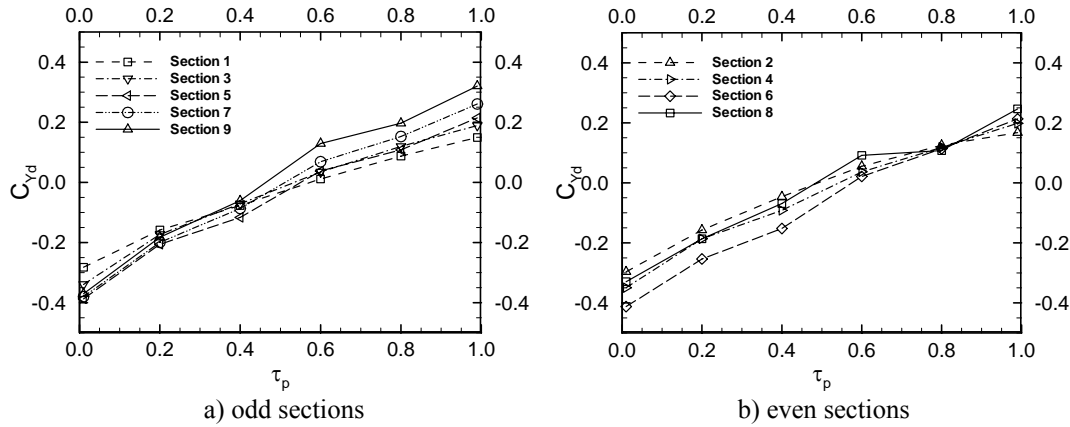 0.0 0.2 0.4 0.6 0.8 1.0
0.4 0.4
0.2 0.2
0.0 0.0
-0.2 -0.2
-0.4 -0.4
0.0 0.2 0.4 0.6 0.8 1.0
C_Yd
τ_p
Section 1
Section 3
Section 5
Section 7
Section 9
a) odd sections
0.0 0.2 0.4 0.6 0.8 1.0
0.4 0.4
0.2 0.2
0.0 0.0
-0.2 -0.2
-0.4 -0.4
0.0 0.2 0.4 0.6 0.8 1.0
C_Yd
τ_p
Section 2
Section 4
Section 6
Section 8
b) even sections